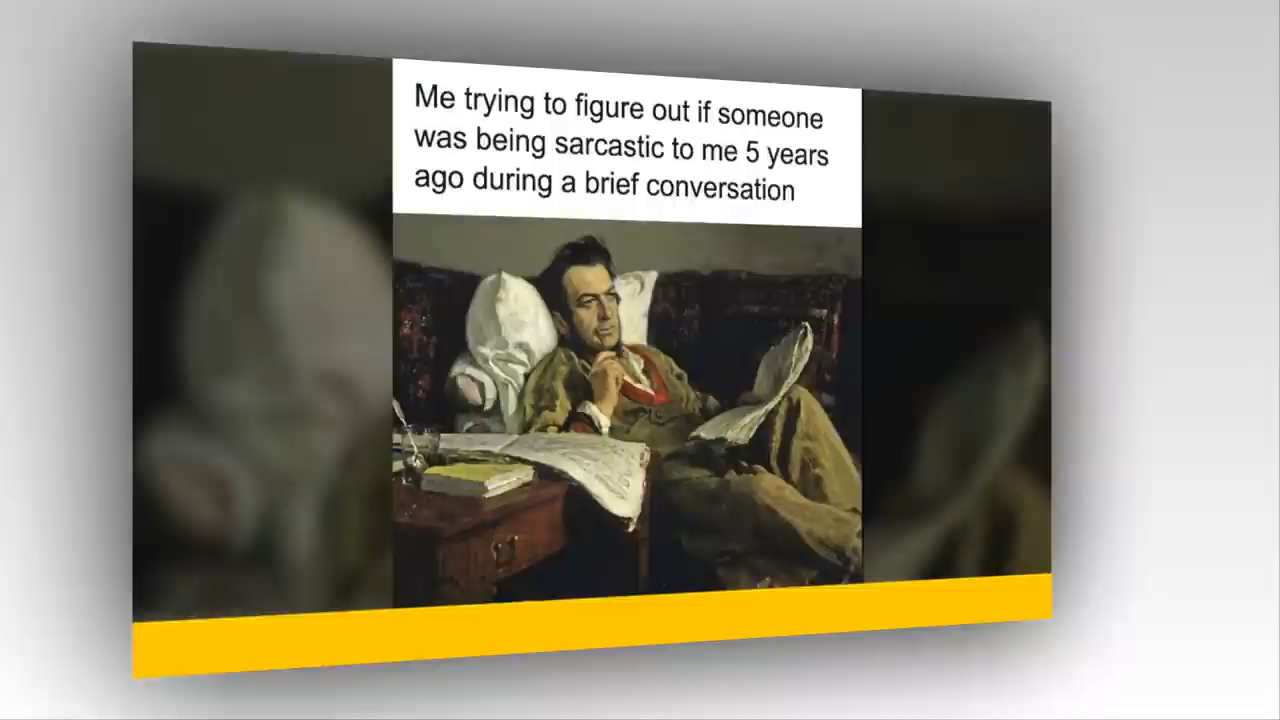 Me trying to figure out if someone
was being sarcastic to me 5 years
ago during a brief conversation